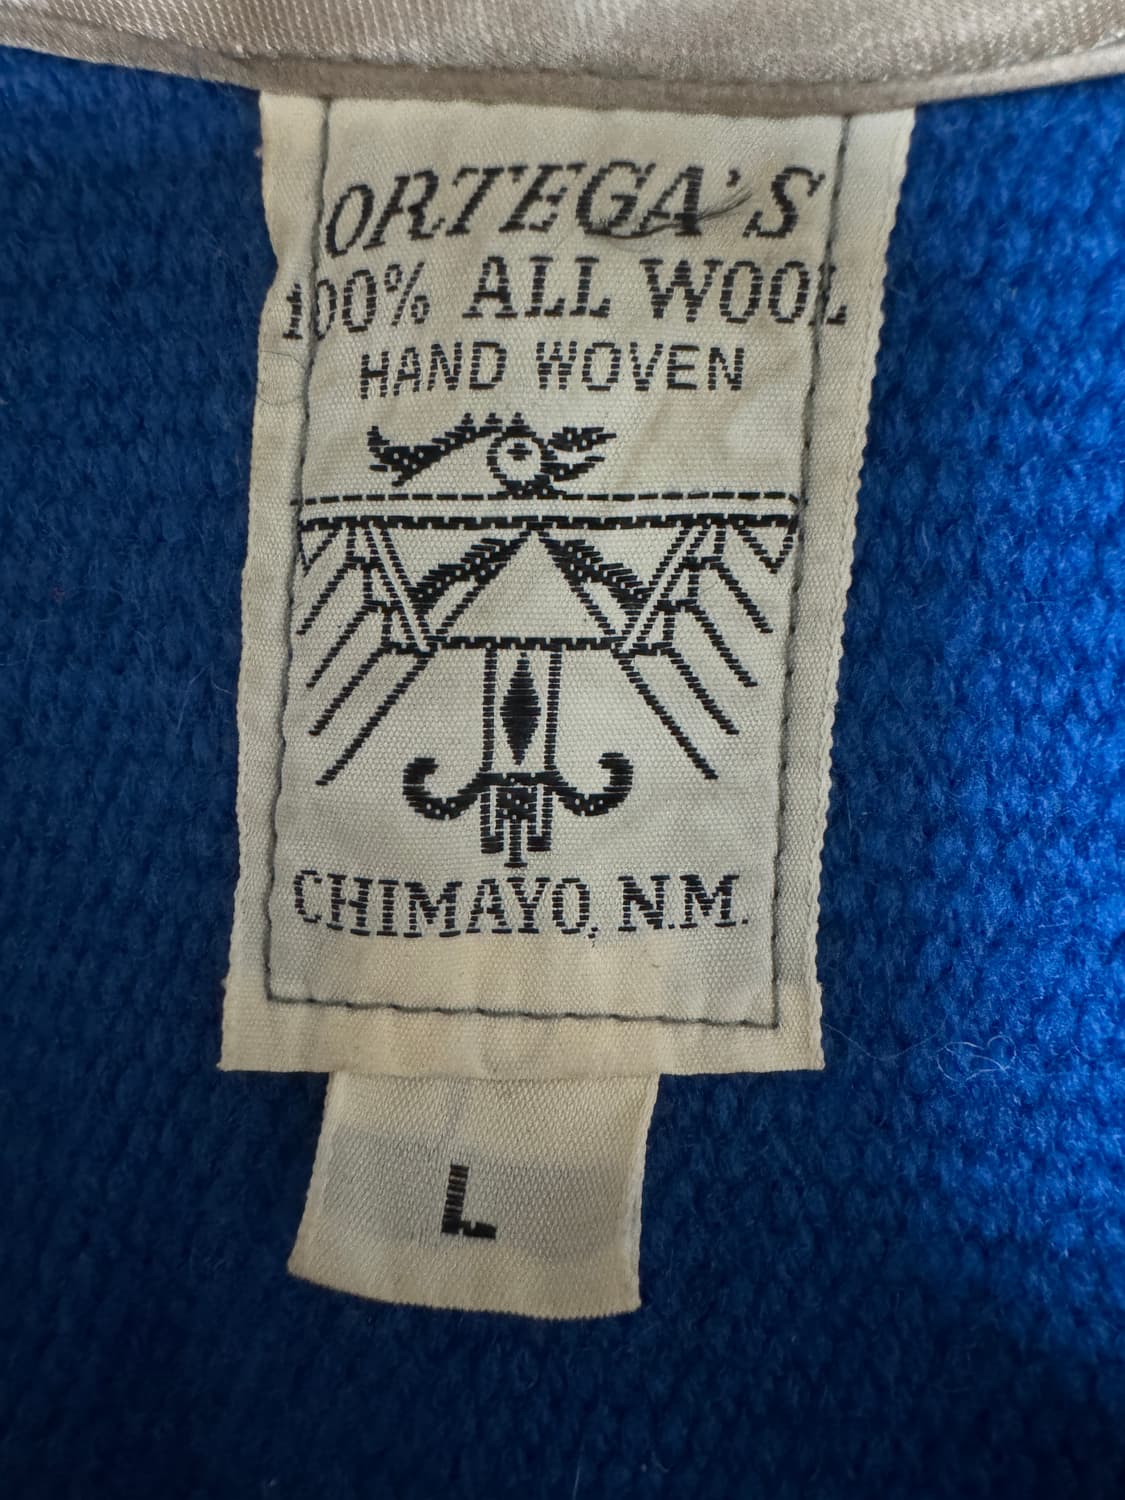 ORTEGA'S
100% ALL WOOL
HAND WOVEN
CHIMAYO, N.M.
L